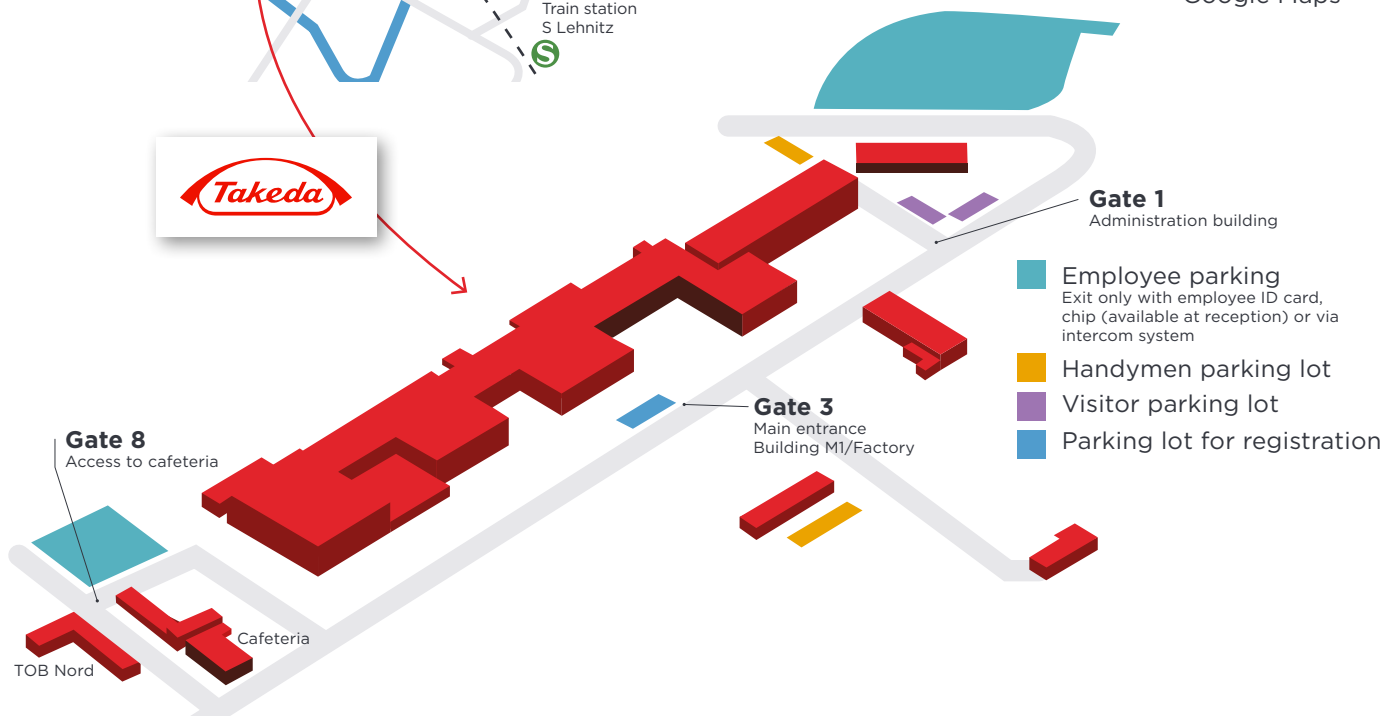 Google Maps
Train station
S Lehnitz
S
Takeda
Gate 1
Administration building
Employee parking
Exit only with employee ID card,
chip (available at reception) or via
intercom system
Handymen parking lot
Visitor parking lot
Parking lot for registration
Gate 3
Main entrance
Building M1/Factory
Gate 8
Access to cafeteria
Cafeteria
TOB Nord